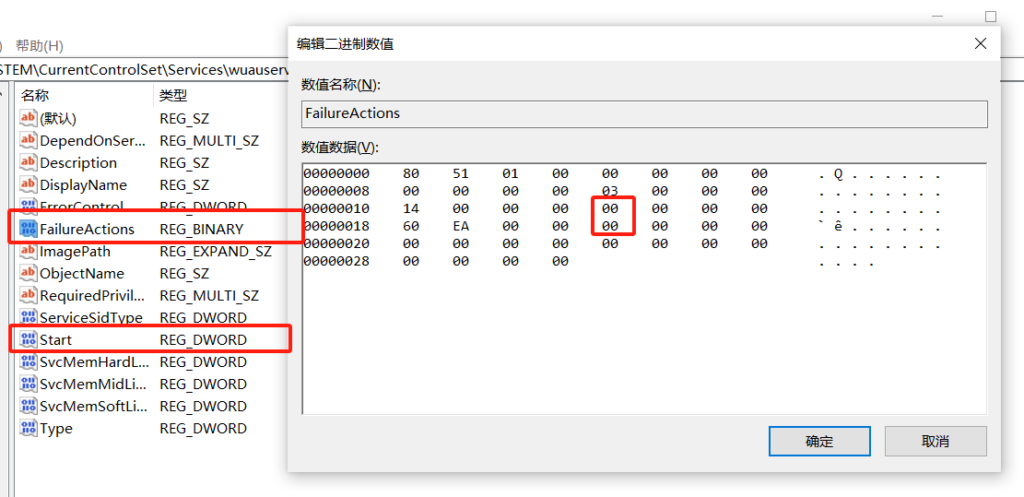 帮助(H)
STEM\CurrentControlSet\Services\wuauserv
名称 类型
(默认) REG_SZ
DependOnSer... REG_MULTI_SZ
Description REG_SZ
DisplayName REG_SZ
ErrorControl REG_DWORD
FailureActions REG_BINARY
ImagePath REG_EXPAND_SZ
ObjectName REG_SZ
RequiredPrivil... REG_MULTI_SZ
ServiceSidType REG_DWORD
Start REG_DWORD
SvcMemHardL... REG_DWORD
SvcMemMidLi... REG_DWORD
SvcMemSoftLi... REG_DWORD
Type REG_DWORD
编辑二进制数值
数值名称(N):
FailureActions
数值数据(V):
00000000 80 51 01 00 00 00 00 00 . Q . . . . . .
00000008 00 00 00 00 03 00 00 00 . . . . . . . .
00000010 14 00 00 00 00 00 00 00 . . . . . . . .
00000018 60 EA 00 00 00 00 00 00 ` ê . . . . . .
00000020 00 00 00 00 00 00 00 00 . . . . . . . .
00000028 00 00 00 00 . . . .
确定 取消